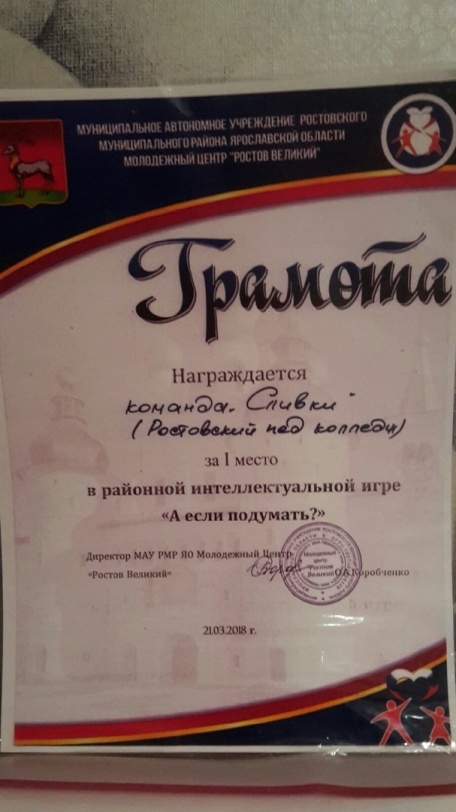 МУНИЦИПАЛЬНОЕ АВТОНОМНОЕ УЧРЕЖДЕНИЕ РОСТОВСКОГО
МУНИЦИПАЛЬНОГО РАЙОНА ЯРОСЛАВСКОЙ ОБЛАСТИ
МОЛОДЕЖНЫЙ ЦЕНТР "РОСТОВ ВЕЛИКИЙ"
Грамота
Награждается
команда „Сливки"
(Ростовский пед колледж)
за I место
в районной интеллектуальной игре
«А если подумать?»
Директор МАУ РМР ЯО Молодежный Центр
«Ростов Великий» О.А.Коробченко
Молодежный
центр
"Ростов
Великий"
21.03.2018 г.